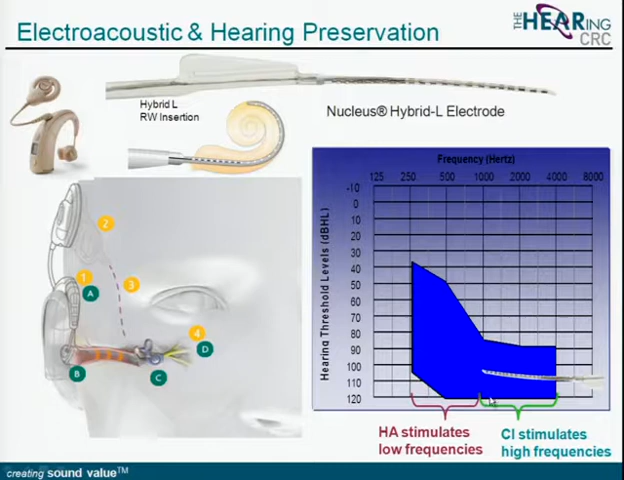 Electroacoustic & Hearing Preservation
THE HEARing
CRC
Hybrid L
RW Insertion
Nucleus® Hybrid-L Electrode
Frequency (Hertz)
125 250 500 1000 2000 4000 8000
Hearing Threshold Levels (dBHL)
-10
0
10
20
30
40
50
60
70
80
90
100
110
120
2
1
A
3
4
D
B
C
HA stimulates
low frequencies
CI stimulates
high frequencies
creating sound value™